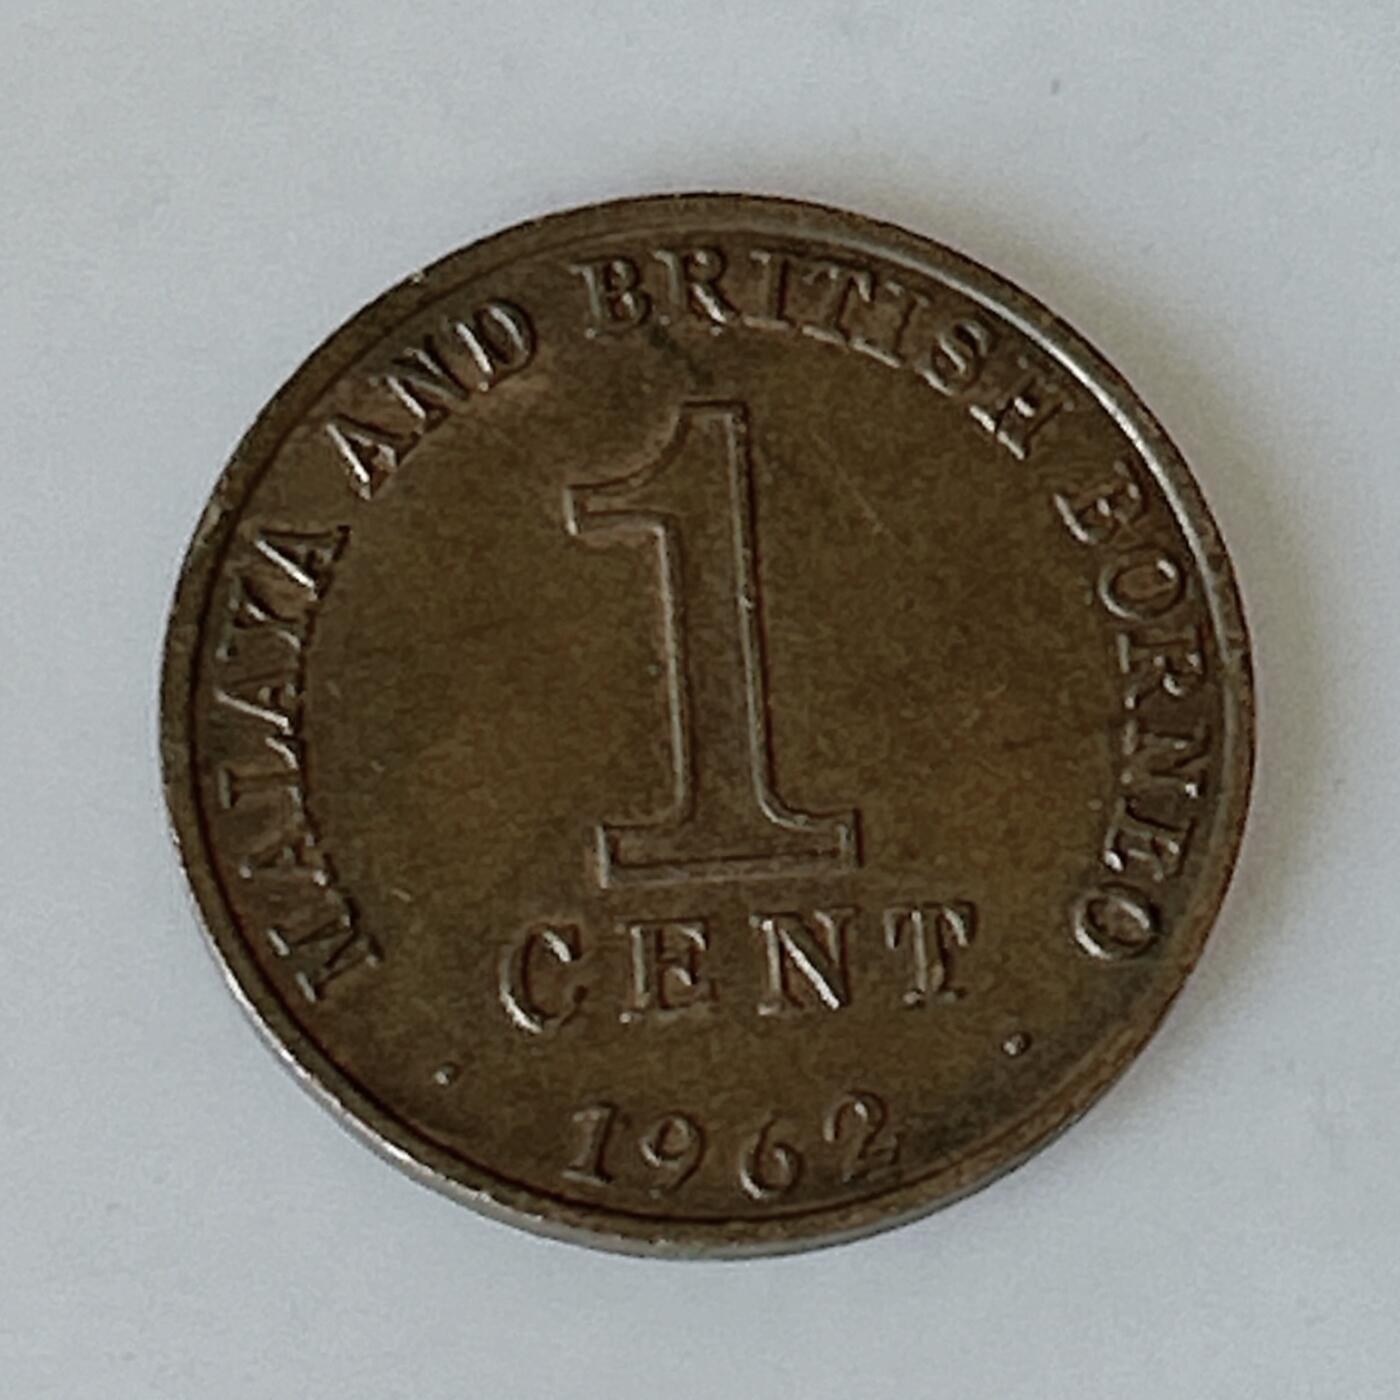 MALAYA AND BRITISH BORNEO
1
CENT
1962